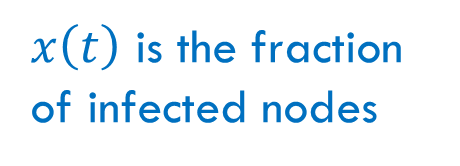 x(t) is the fraction
of infected nodes